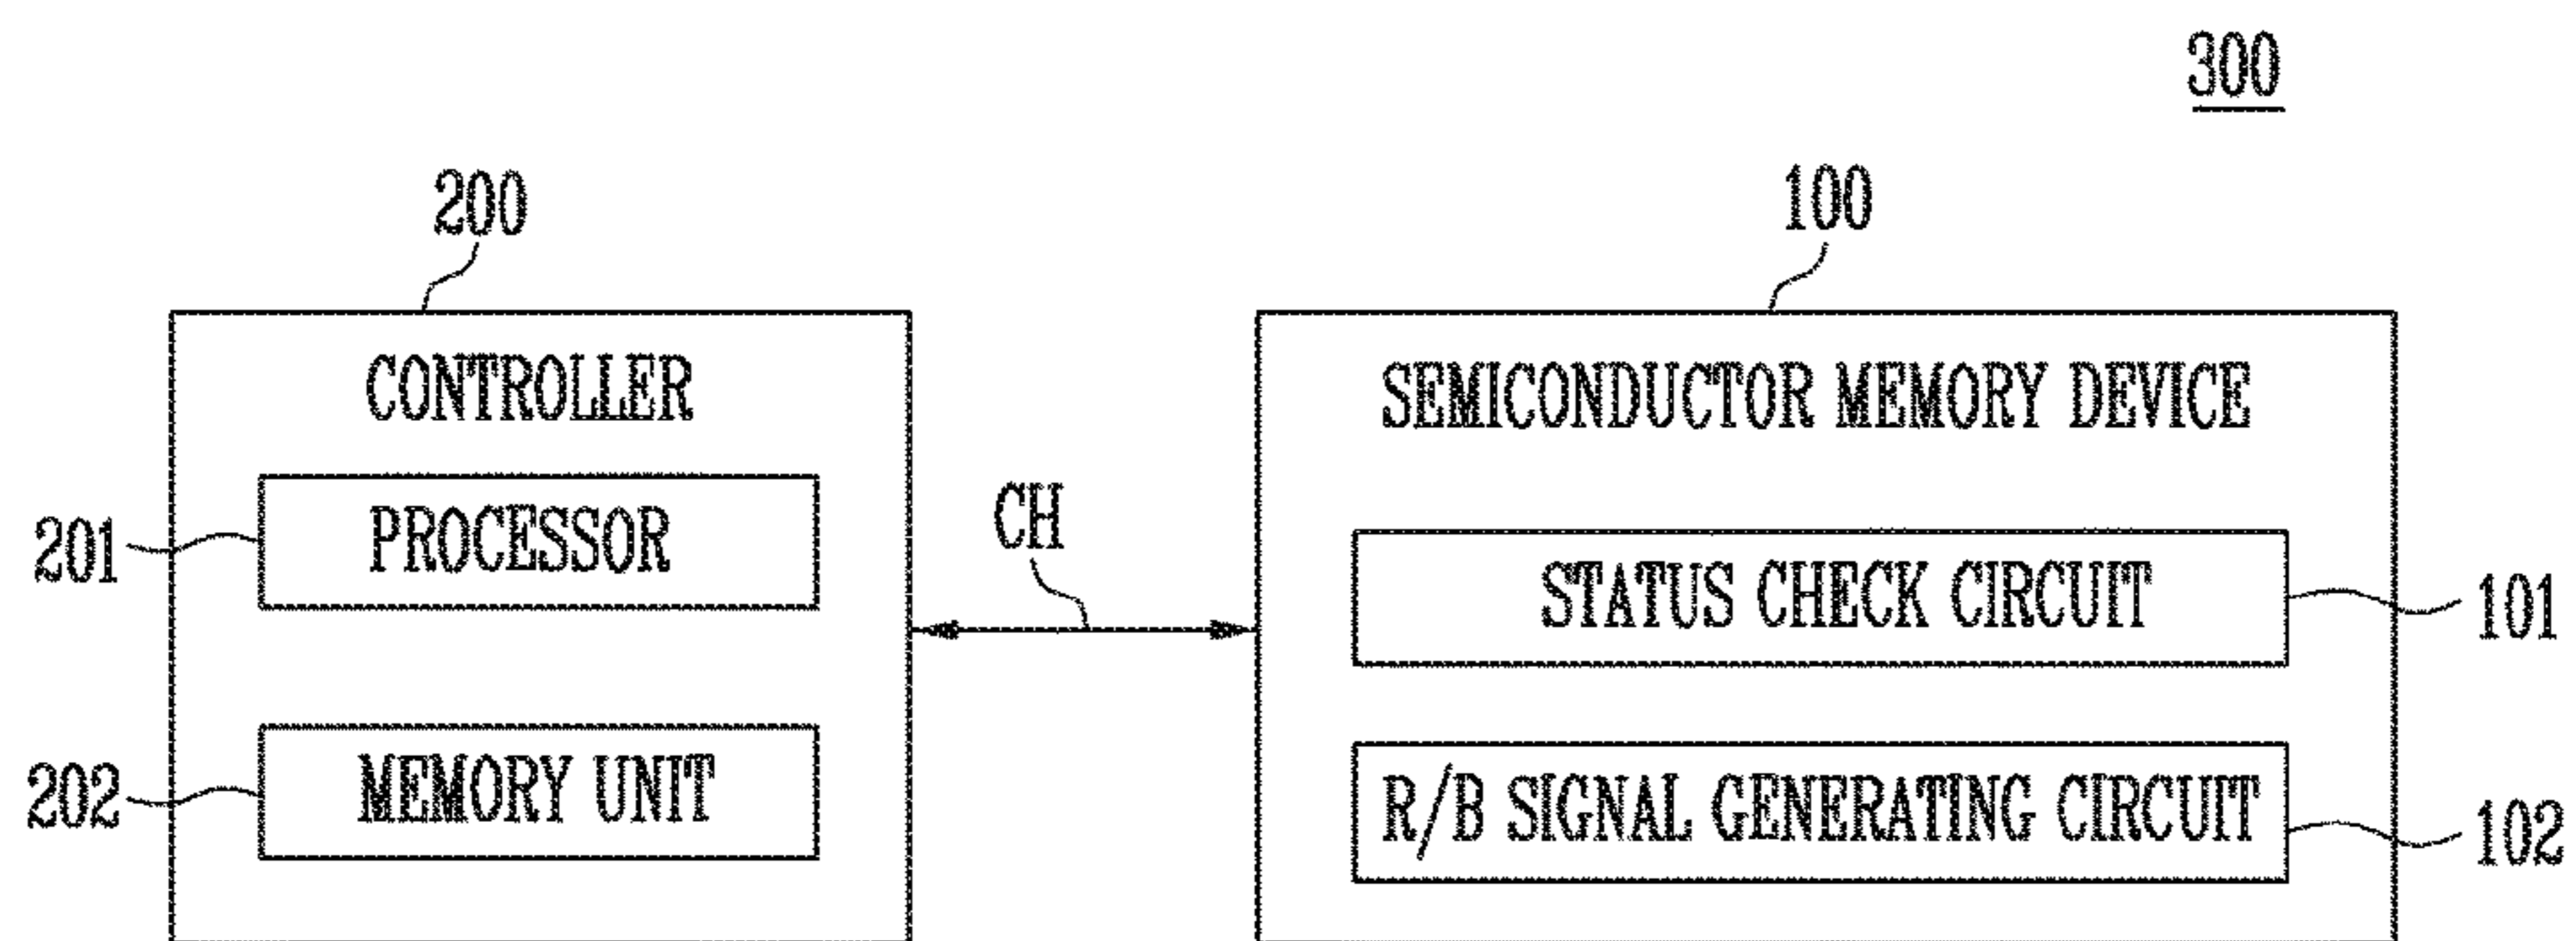 300
200
100
CONTROLLER
SEMICONDUCTOR MEMORY DEVICE
201
PROCESSOR
CH
STATUS CHECK CIRCUIT
101
202
MEMORY UNIT
R/B SIGNAL GENERATING CIRCUIT
102